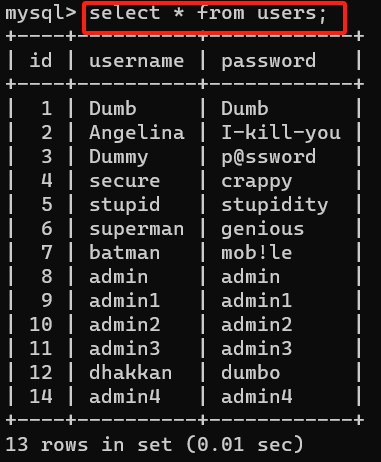 mysql> select * from users;
+----+----------+------------+
| id | username | password   |
+----+----------+------------+
|  1 | Dumb     | Dumb       |
|  2 | Angelina | I-kill-you |
|  3 | Dummy    | p@ssword   |
|  4 | secure   | crappy     |
|  5 | stupid   | stupidity  |
|  6 | superman | genious    |
|  7 | batman   | mob!le     |
|  8 | admin    | admin      |
|  9 | admin1   | admin1     |
| 10 | admin2   | admin2     |
| 11 | admin3   | admin3     |
| 12 | dhakkan  | dumbo      |
| 14 | admin4   | admin4     |
+----+----------+------------+
13 rows in set (0.01 sec)